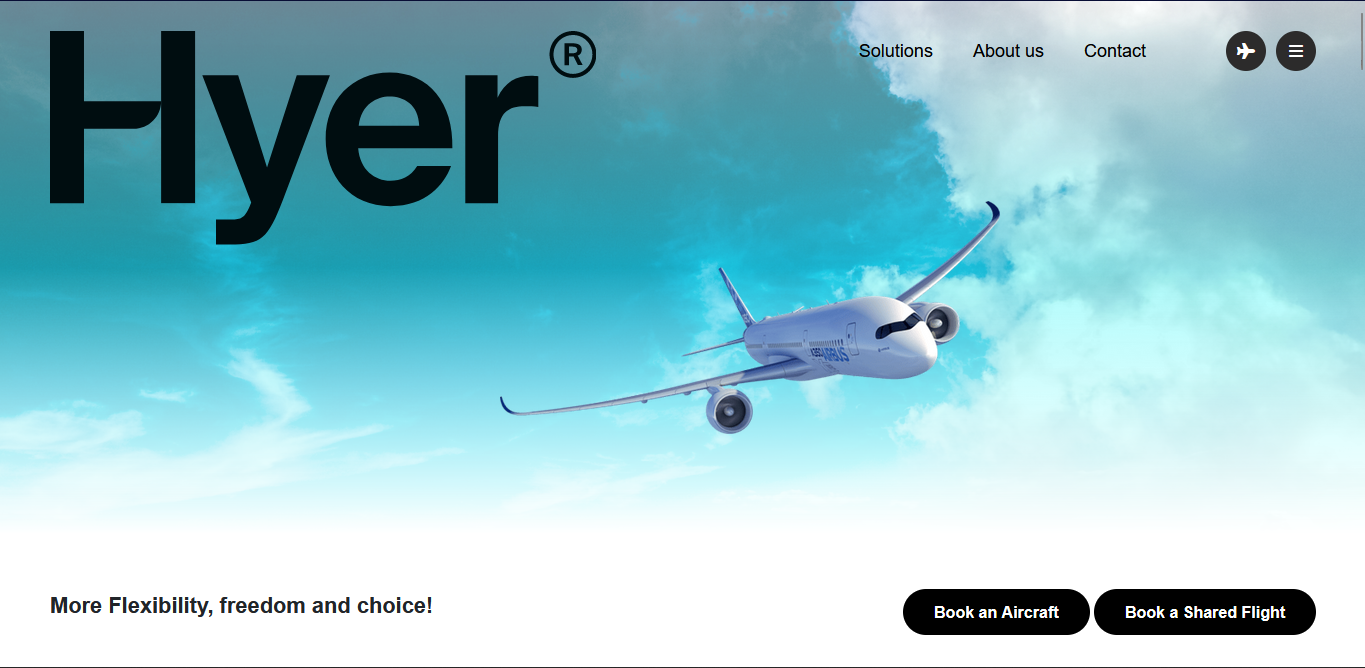 Hyer®
Solutions
About us
Contact
AIRBUS
More Flexibility, freedom and choice!
Book an Aircraft
Book a Shared Flight